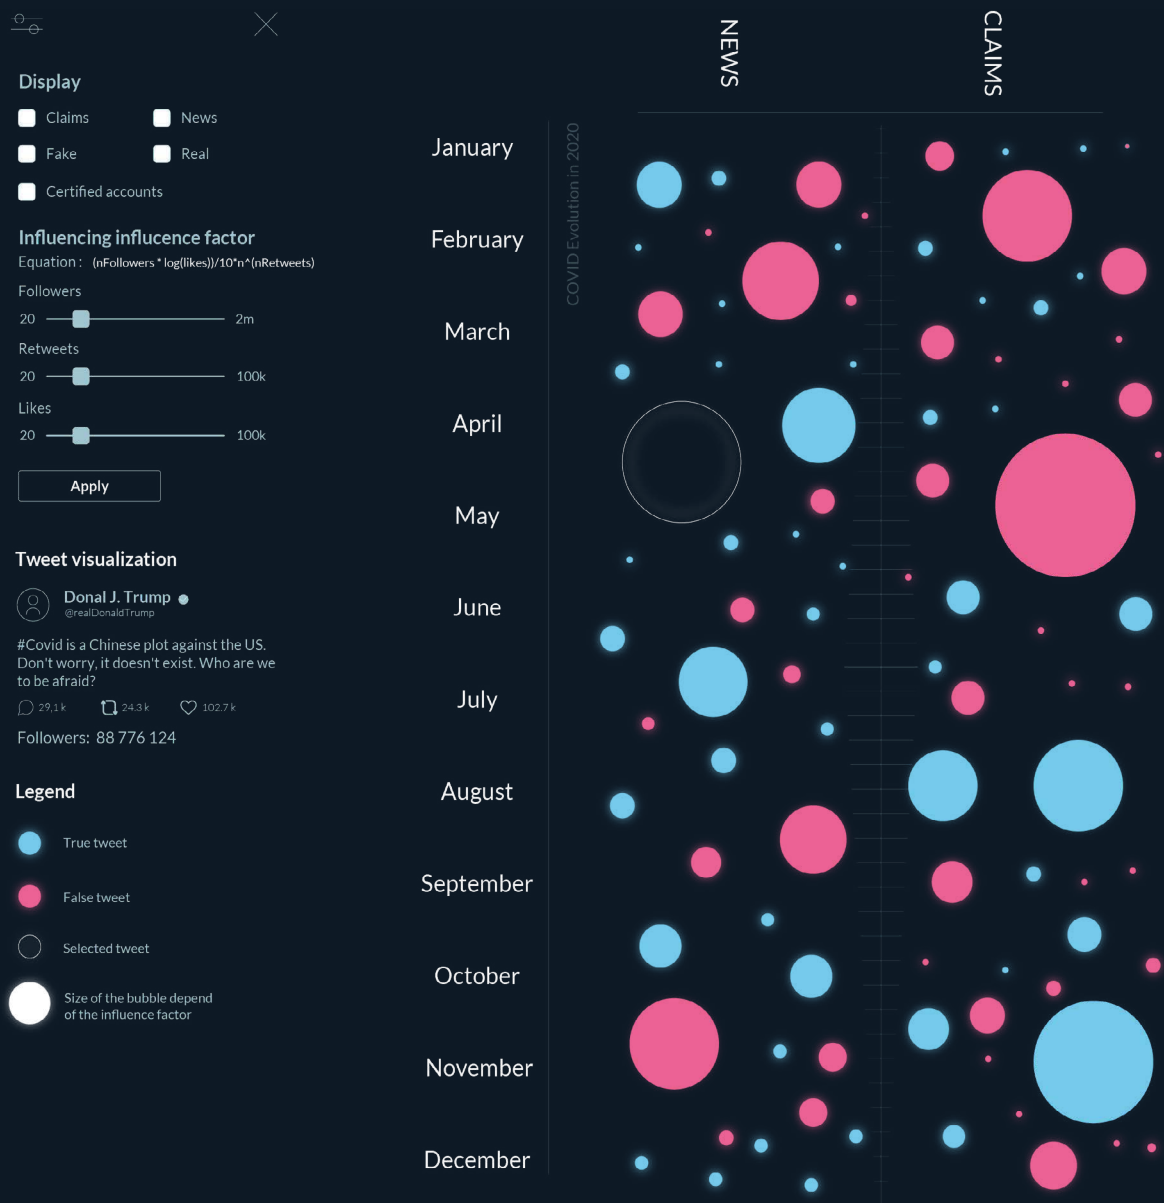 Display
Claims
News
Fake
Real
Certified accounts
Influencing influcence factor
Equation : (nFollowers * log(likes))/10*n^(nRetweets)
Followers
20 2m
Retweets
20 100k
Likes
20 100k
Apply
Tweet visualization
Donal J. Trump
@realDonaldTrump
#Covid is a Chinese plot against the US.
Don't worry, it doesn't exist. Who are we
to be afraid?
29,1 k 24.3 k 102.7 k
Followers: 88 776 124
Legend
True tweet
False tweet
Selected tweet
Size of the bubble depend
of the influence factor
NEWS
CLAIMS
COVID Evolution in 2020
January
February
March
April
May
June
July
August
September
October
November
December